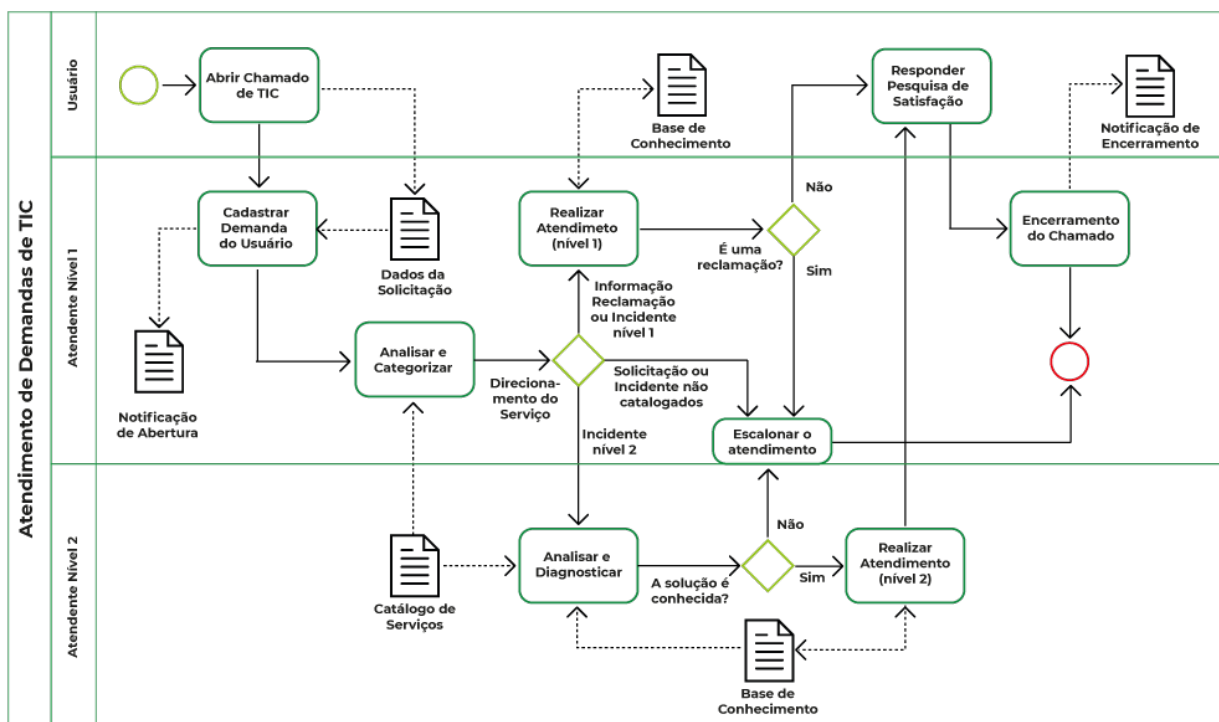 Atendimento de Demandas de TIC
Usuário
Abrir Chamado
de TIC
Base de
Conhecimento
Responder
Pesquisa de
Satisfação
Notificação de
Encerramento
Atendente Nível 1
Cadastrar
Demanda
do Usuário
Dados da
Solicitação
Realizar
Atendimeto
(nível 1)
É uma
reclamação?
Não
Sim
Encerramento
do Chamado
Notificação
de Abertura
Analisar e
Categorizar
Direciona-
mento do
Serviço
Informação
Reclamação
ou Incidente
nível 1
Solicitação ou
Incidente não
catalogados
Incidente
nível 2
Escalonar o
atendimento
Atendente Nível 2
Catálogo de
Serviços
Analisar e
Diagnosticar
A solução é
conhecida?
Não
Sim
Realizar
Atendimento
(nível 2)
Base de
Conhecimento